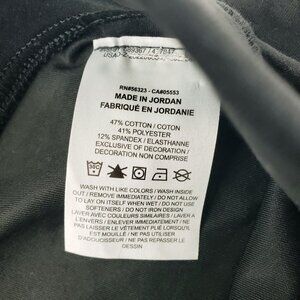 RN#56323 - CA#05553
MADE IN JORDAN
FABRIQUÉ EN JORDANIE
47% COTTON / COTON
41% POLYESTER
12% SPANDEX / ELASTHANNE
EXCLUSIVE OF DECORATION /
DECORATION NON COMPRISE
WASH WITH LIKE COLORS / WASH INSIDE
OUT / REMOVE IMMEDIATELY / DO NOT ALLOW
TO LAY ON ITSELF WHEN WET / DO NOT USE
SOFTENERS / DO NOT IRON DESIGN
LAVER AVEC COULEURS SIMILAIRES / LAVER A
L'ENVERS / ENLEVER IMMEDIATEMENT / NE
PAS LAISSER LE VÊTEMENT PLIÉ LORSQU'IL
EST MOUILLÉ / NE PAS UTILISER
D'ADOUCISSEUR / NE PAS REPASSER LE
DESSIN